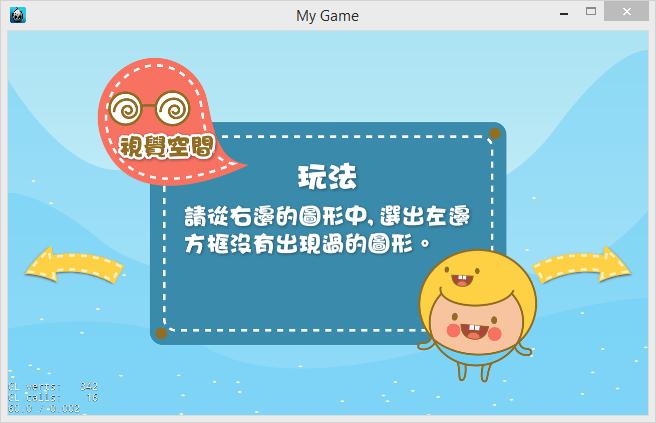 My Game
視覺空間
玩法
請從右邊的圖形中,選出左邊
方框沒有出現過的圖形。
GL verts: 342
GL calls: 16
60.0 / 0.002